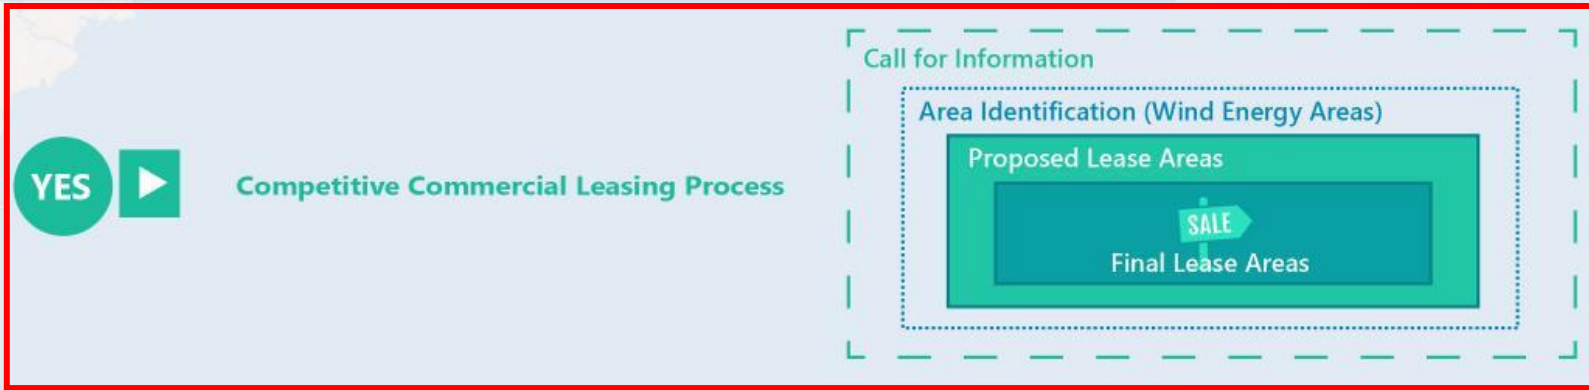 Call for Information
Area Identification (Wind Energy Areas)
Proposed Lease Areas
YES
Competitive Commercial Leasing Process
SALE
Final Lease Areas